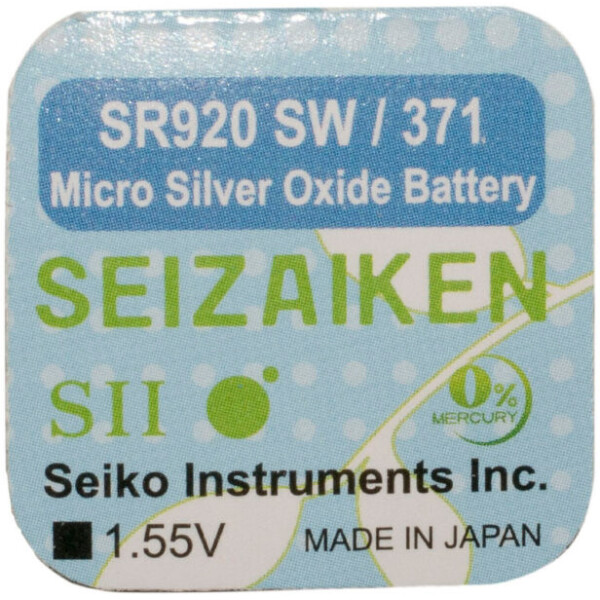 SR920 SW / 371
Micro Silver Oxide Battery
SEIZAIKEN
SII
0%
MERCURY
Seiko Instruments Inc.
1.55V MADE IN JAPAN